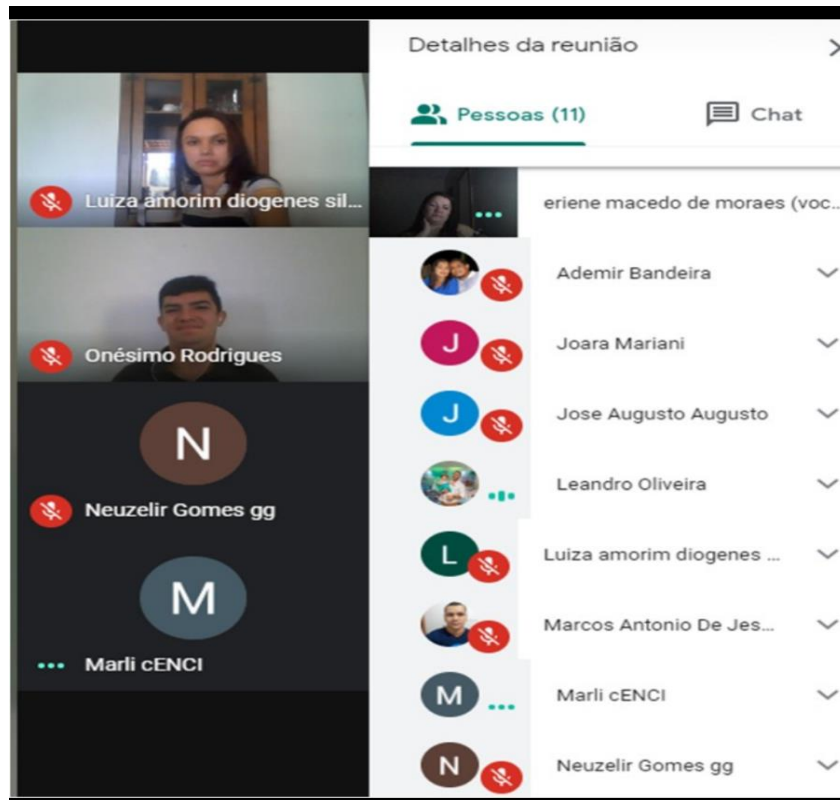 Luiza amorim diogenes sil...
Onésimo Rodrigues
N
Neuzelir Gomes gg
M
Marli cENCI
Detalhes da reunião
Pessoas (11)
Chat
eriene macedo de moraes (voc...
Ademir Bandeira
J
Joara Mariani
J
Jose Augusto Augusto
Leandro Oliveira
L
Luiza amorim diogenes ...
Marcos Antonio De Jes...
M
Marli cENCI
N
Neuzelir Gomes gg